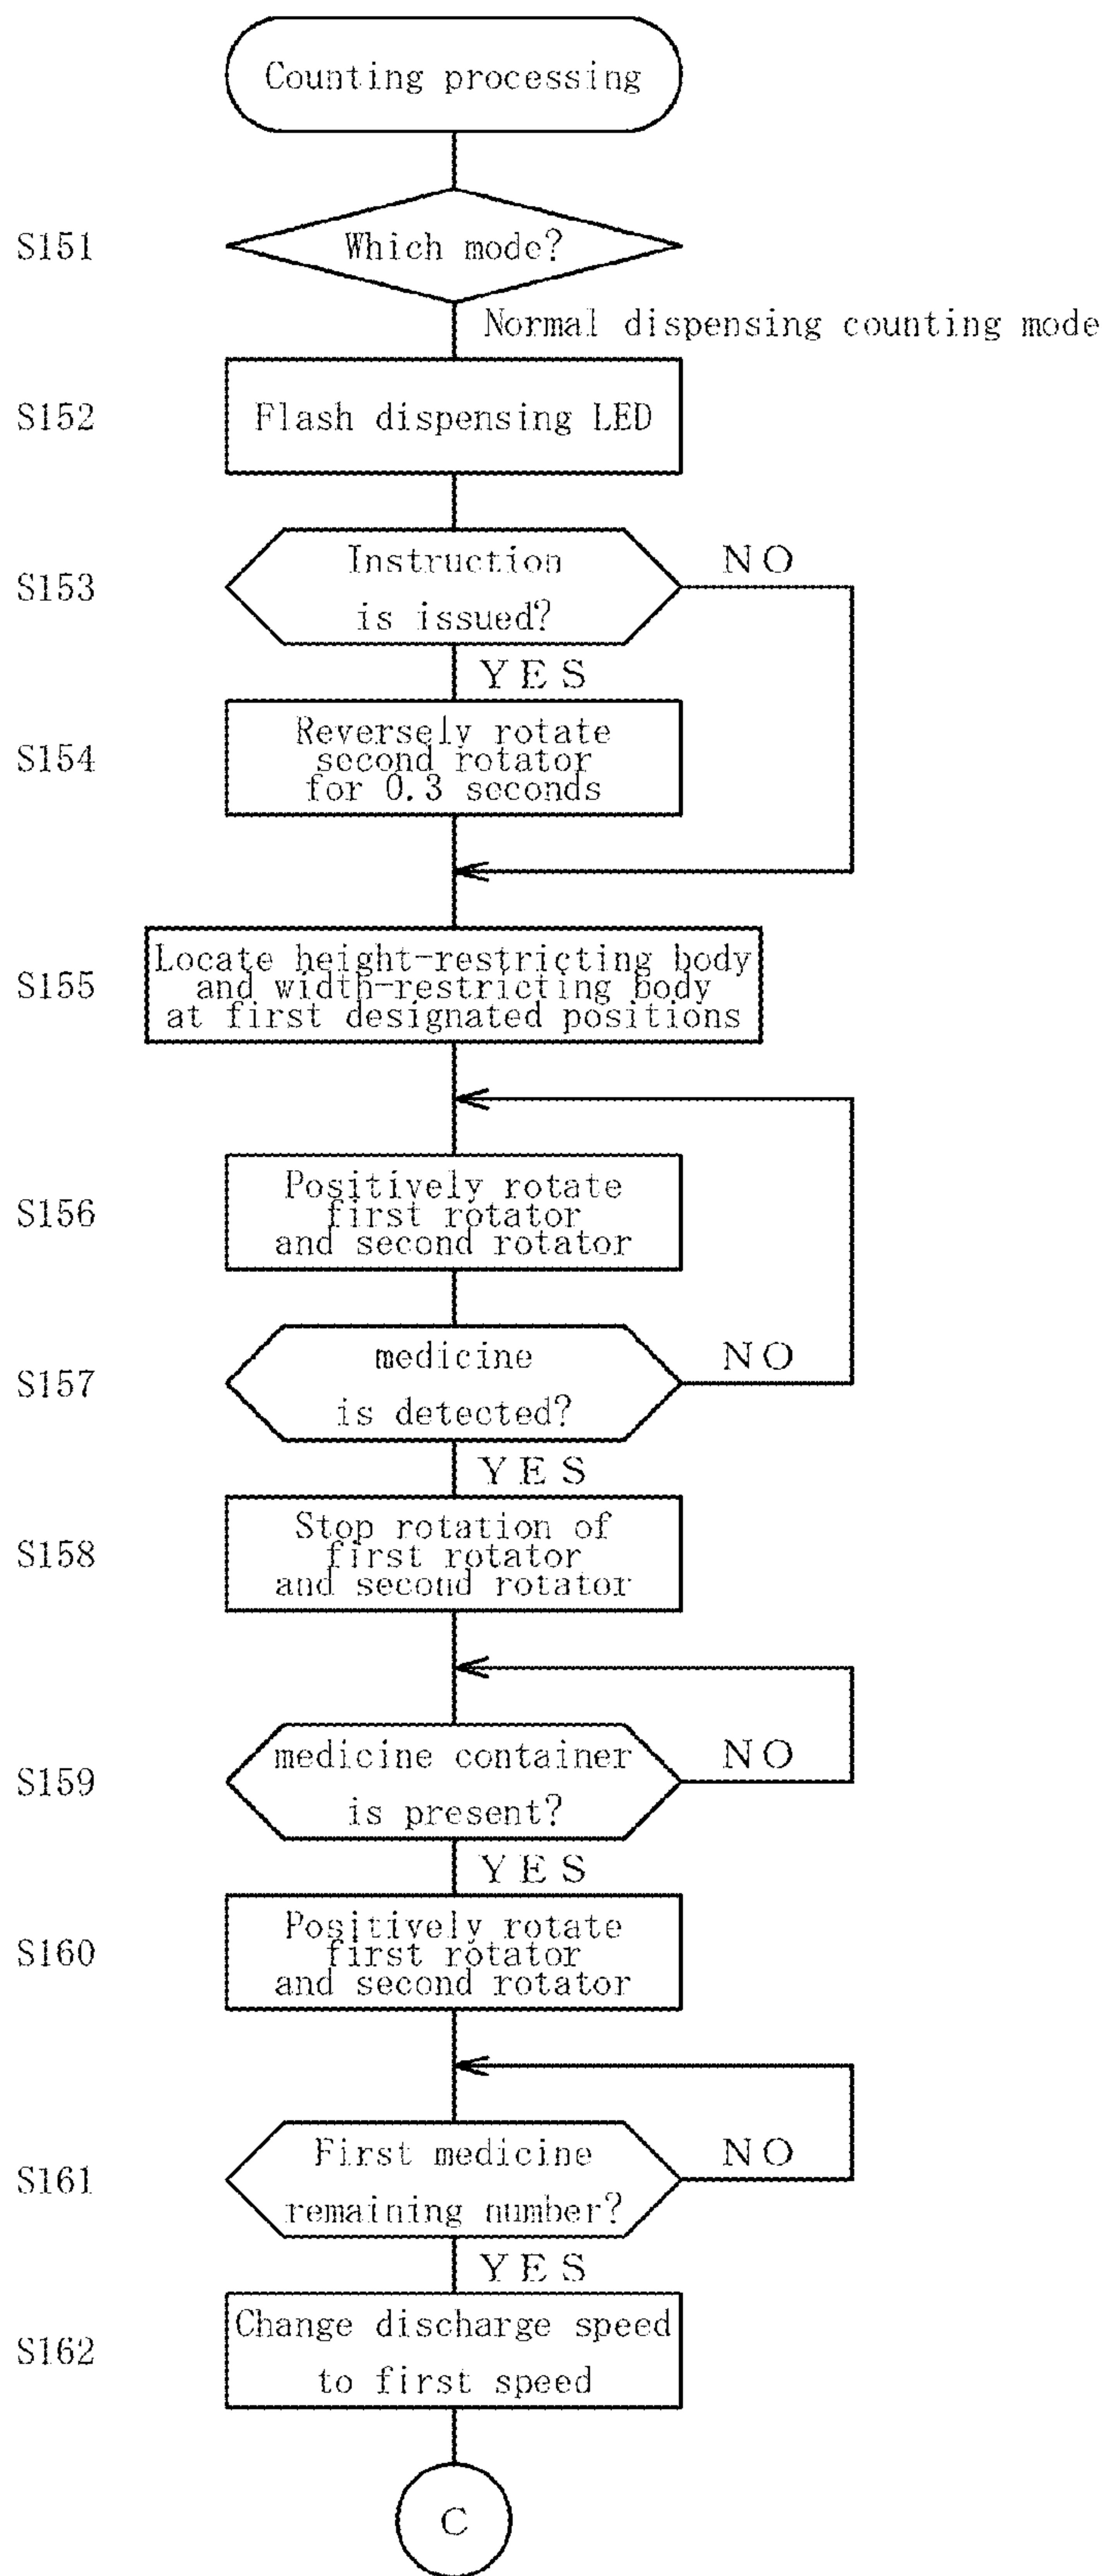 Counting processing
S151
Which mode?
Normal dispensing counting mode
S152
Flash dispensing LED
S153
Instruction
is issued?
NO
YES
S154
Reversely rotate
second rotator
for 0.3 seconds
S155
Locate height-restricting body
and width-restricting body
at first designated positions
S156
Positively rotate
first rotator
and second rotator
S157
medicine
is detected?
NO
YES
S158
Stop rotation of
first rotator
and second rotator
S159
medicine container
is present?
NO
YES
S160
Positively rotate
first rotator
and second rotator
S161
First medicine
remaining number?
NO
YES
S162
Change discharge speed
to first speed
C